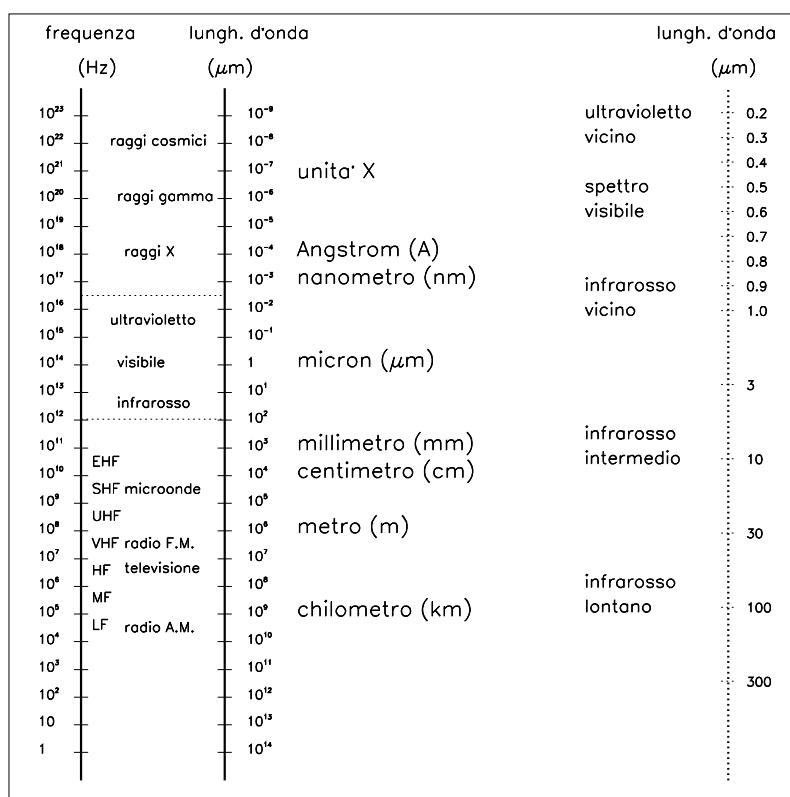 frequenza lungh. d'onda lungh. d'onda
(Hz) (μm) (μm)
10²³ 10⁻⁹ ultravioletto 0.2
10²² raggi cosmici 10⁻⁸ vicino 0.3
10²¹ 10⁻⁷ unita' X 0.4
10²⁰ raggi gamma 10⁻⁶ spettro 0.5
10¹⁹ 10⁻⁵ visibile 0.6
0.7
10¹⁸ raggi X 10⁻⁴ Angstrom (A) 0.8
10¹⁷ 10⁻³ nanometro (nm) infrarosso 0.9
10¹⁶ 10⁻² vicino 1.0
ultravioletto
10¹⁵ 10⁻¹
10¹⁴ visibile 1 micron (μm)
10¹³ 10¹ 3
infrarosso
10¹² 10²
10¹¹ 10³ millimetro (mm) infrarosso
EHF intermedio 10
10¹⁰ 10⁴ centimetro (cm)
SHF microonde
10⁹ 10⁵
UHF
10⁸ 10⁶ metro (m) 30
VHF radio F.M.
10⁷ 10⁷
HF televisione
10⁶ 10⁸ infrarosso
MF
10⁵ 10⁹ chilometro (km) lontano 100
LF radio A.M.
10⁴ 10¹⁰
10³ 10¹¹
300
10² 10¹²
10 10¹³
1 10¹⁴